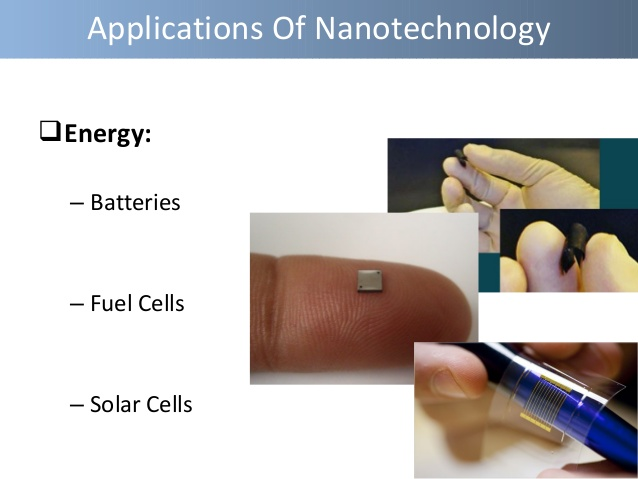 Applications Of Nanotechnology
❑Energy:
– Batteries
– Fuel Cells
– Solar Cells